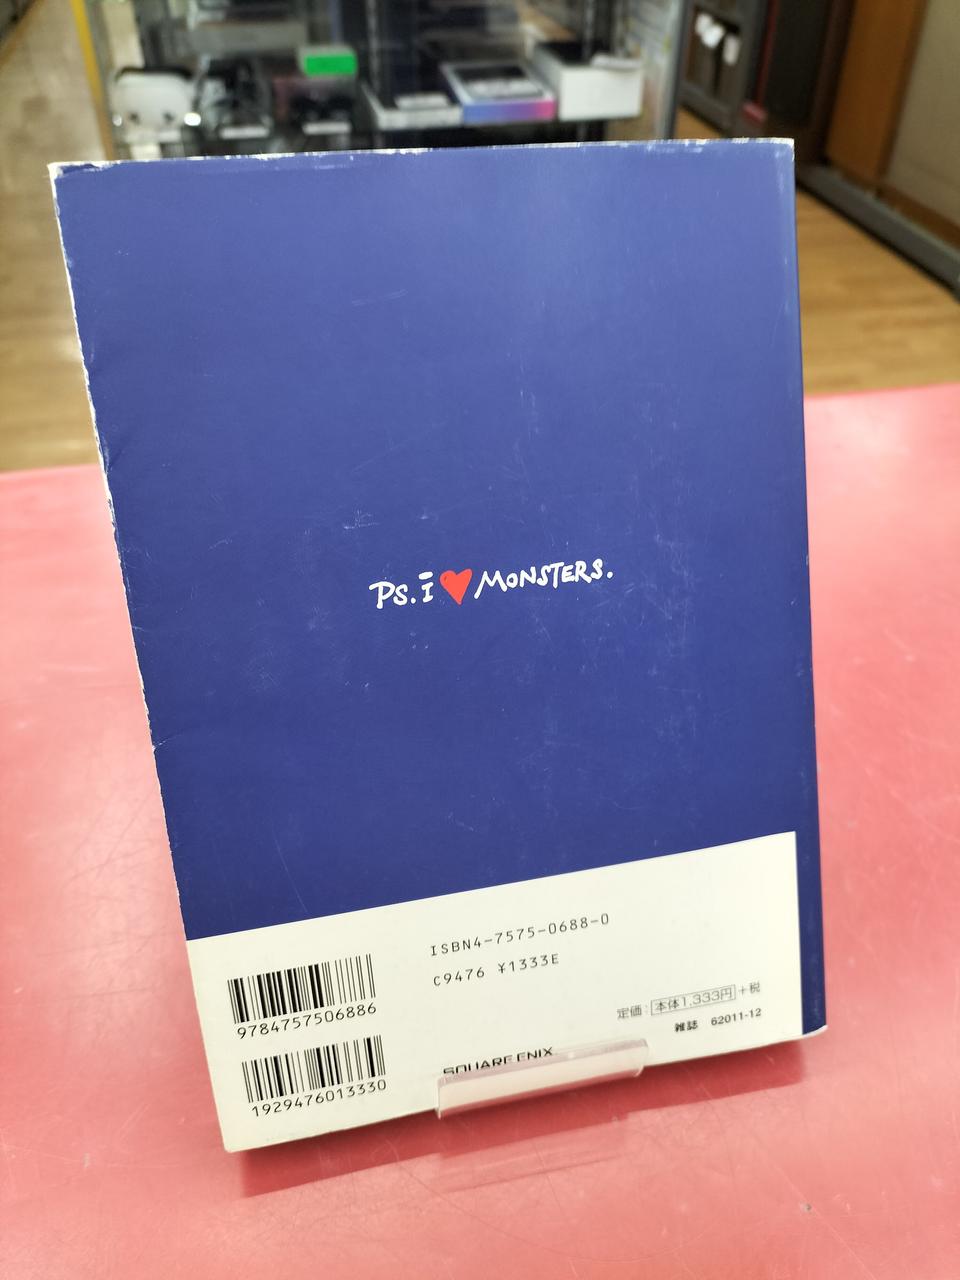 Ps. i ♥ MONSTERS.
ISBN4-7575-0688-0
C9476 ¥1333E
定価：本体1,333円+税
雑誌 62011-12
9784757506886
1929476013330
SQUARE ENIX